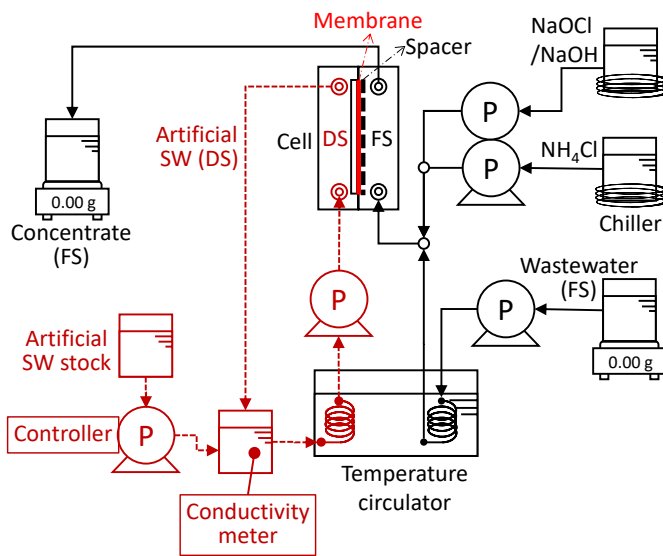 Membrane
Spacer
NaOCl
/NaOH
P
Artificial
SW (DS)
Cell
DS
FS
NH₄Cl
P
0.00 g
Concentrate
(FS)
Chiller
Wastewater
(FS)
P
P
0.00 g
Artificial
SW stock
Controller
P
Temperature
circulator
Conductivity
meter